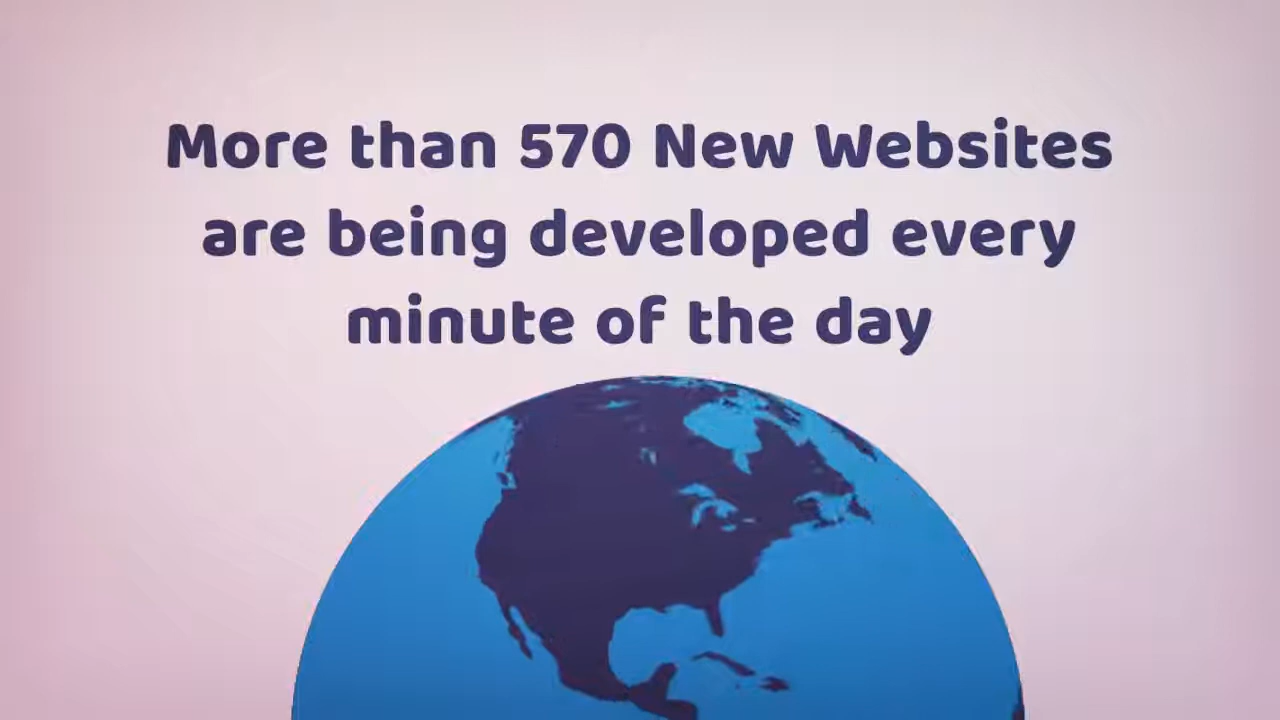 More than 570 New Websites
are being developed every
minute of the day